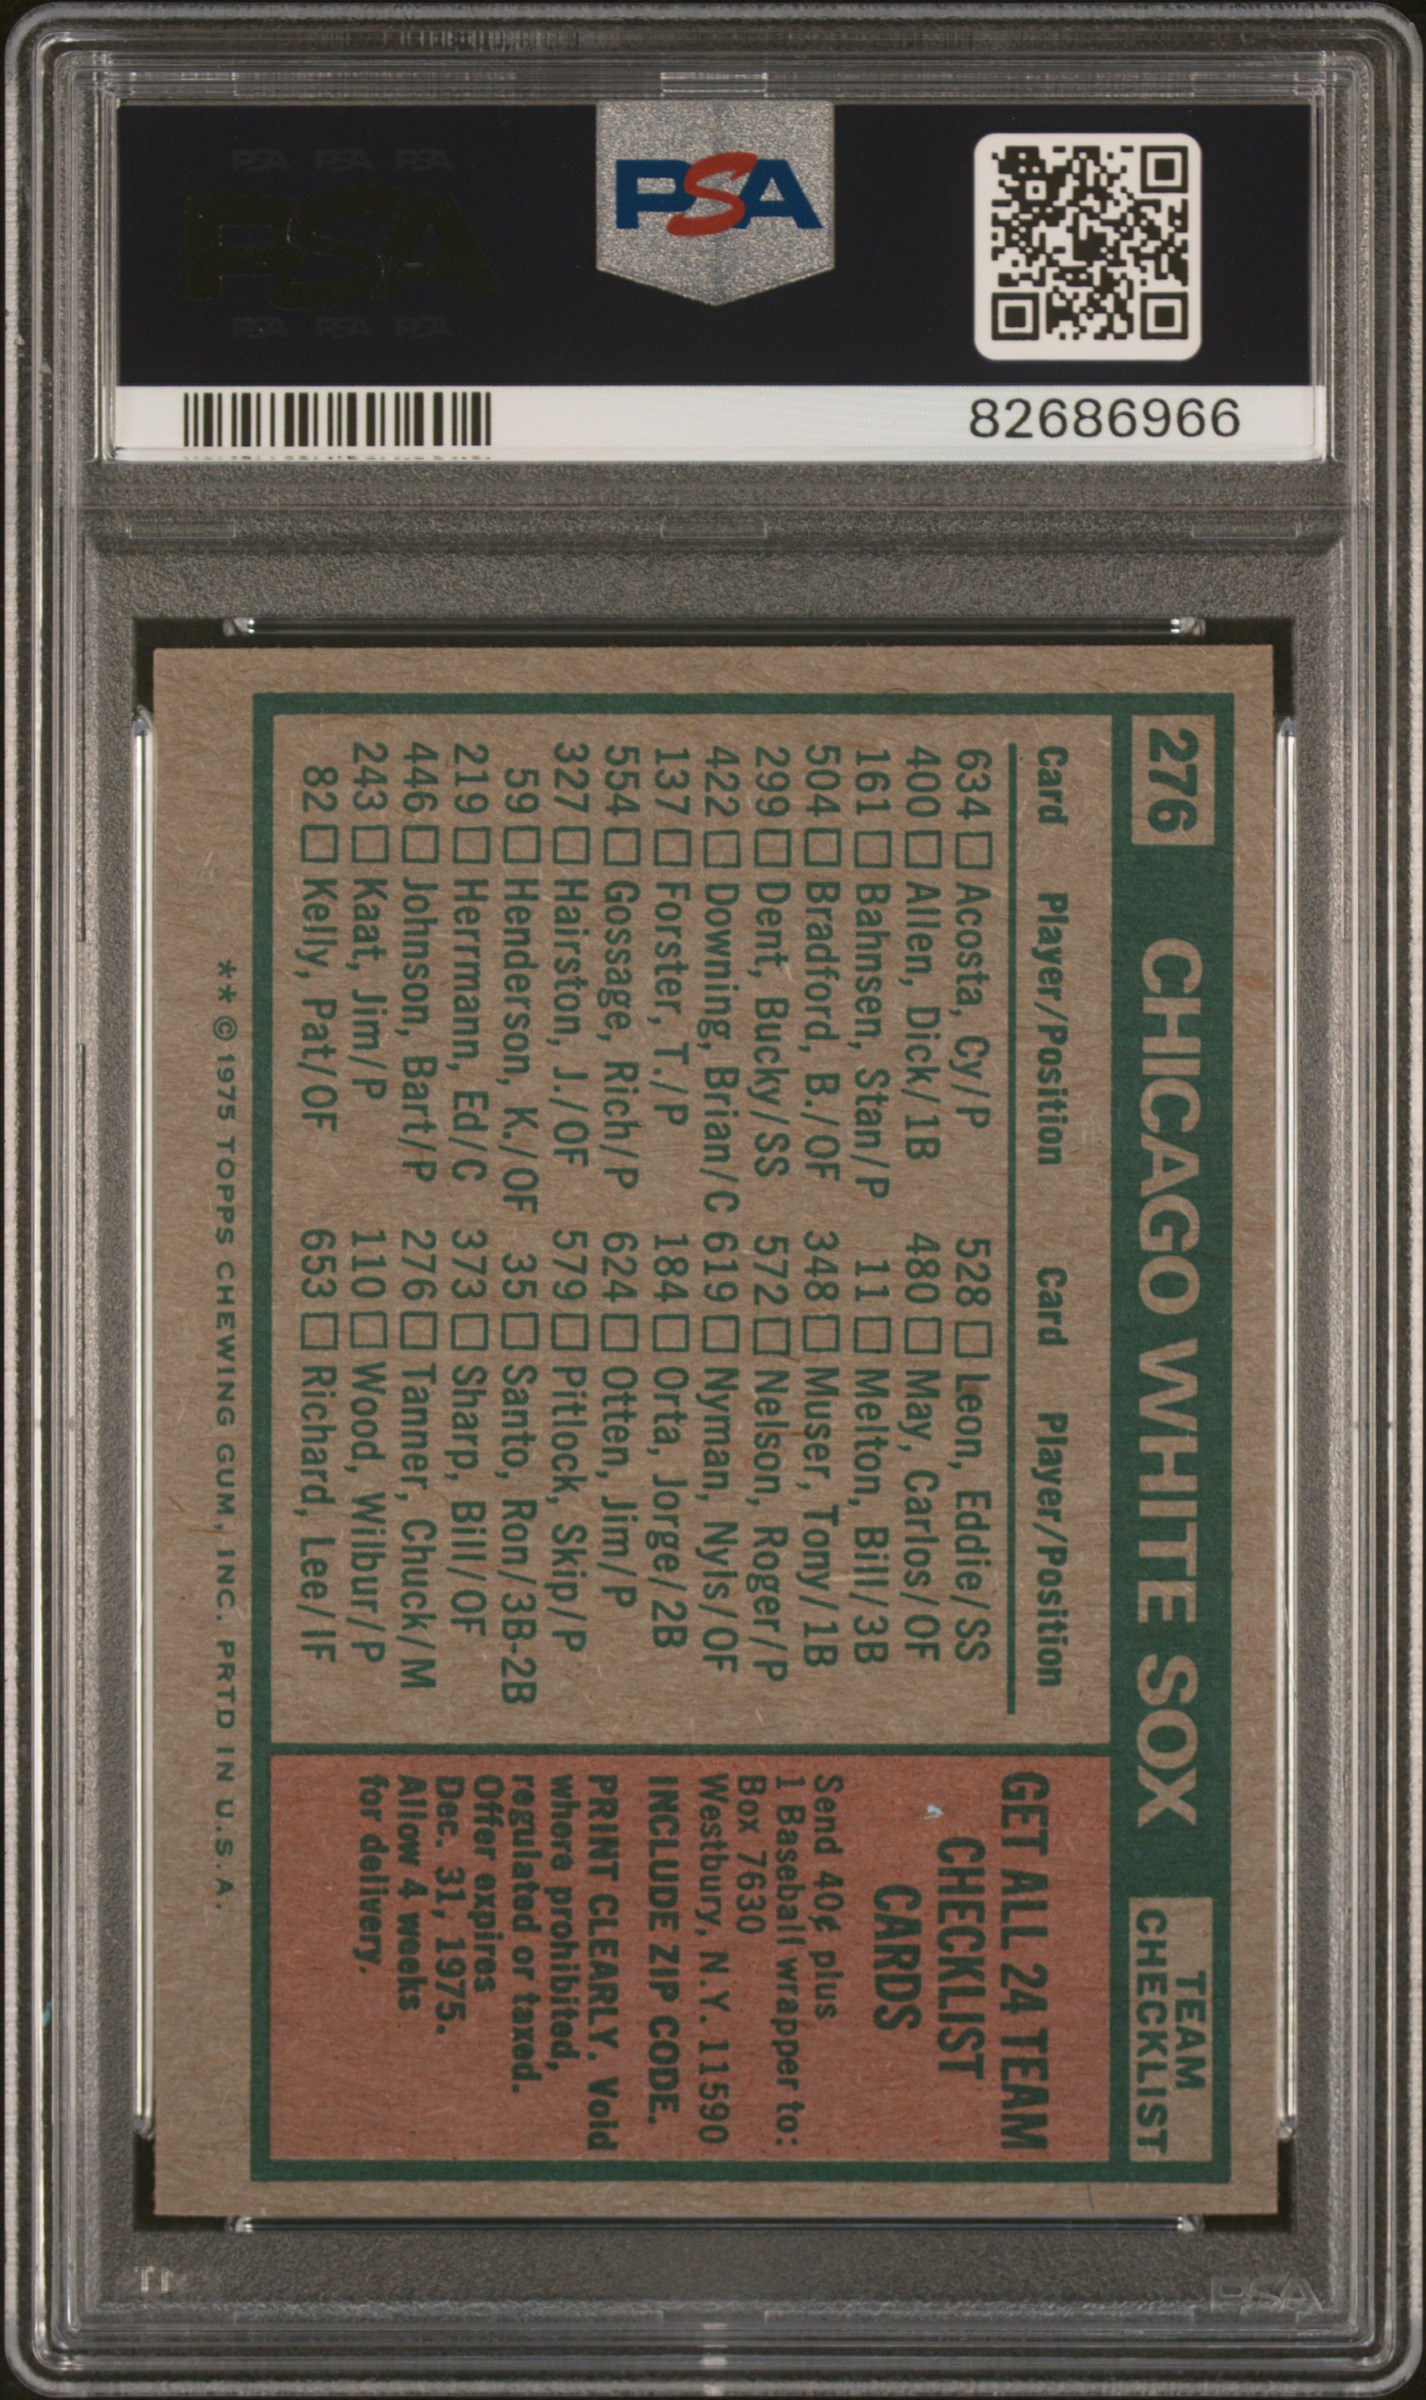 PSA PSA PSA
PSA
PSA PSA PSA
PSA
82686966
276 CHICAGO WHITE SOX TEAM CHECKLIST
Card Player/Position Card Player/Position
634 Acosta, Cy/P
400 Allen, Dick/1B
161 Bahnsen, Stan/P
504 Bradford, B./OF
299 Dent, Bucky/SS
422 Downing, Brian/C
137 Forster, T./P
554 Gossage, Rich/P
327 Hairston, J./OF
59 Henderson, K./OF
219 Herrmann, Ed/C
446 Johnson, Bart/P
243 Kaat, Jim/P
82 Kelly, Pat/OF
528 Leon, Eddie/SS
480 May, Carlos/OF
11 Melton, Bill/3B
348 Muser, Tony/1B
572 Nelson, Roger/P
619 Nyman, Nyls/OF
184 Orta, Jorge/2B
624 Otten, Jim/P
579 Pitlock, Skip/P
35 Santo, Ron/3B-2B
373 Sharp, Bill/OF
276 Tanner, Chuck/M
110 Wood, Wilbur/P
653 Richard, Lee/IF
GET ALL 24 TEAM
CHECKLIST
CARDS
Send 40¢ plus
1 Baseball wrapper to:
Box 7630
Westbury, N.Y. 11590
INCLUDE ZIP CODE.
PRINT CLEARLY. Void
where prohibited,
regulated or taxed.
Offer expires
Dec. 31, 1975.
Allow 4 weeks
for delivery.
** © 1975 TOPPS CHEWING GUM, INC. PRTD IN U.S.A.
PSA